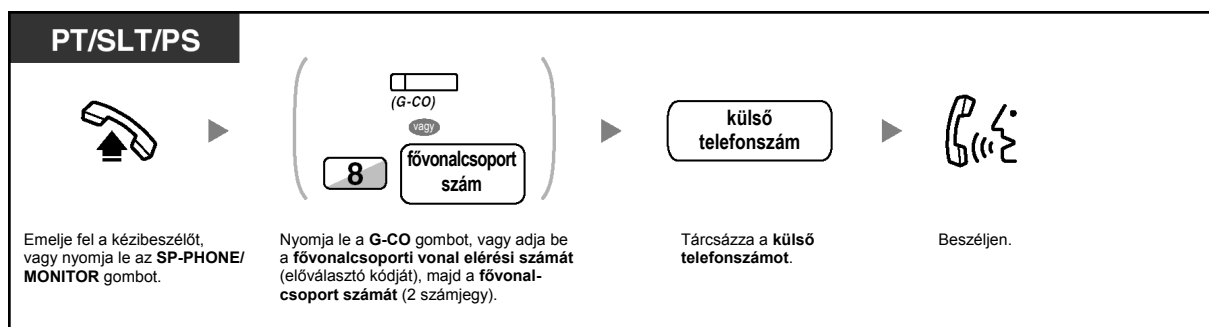 PT/SLT/PS
(G-CO)
vagy
8
fővonalcsoport
szám
külső
telefonszám
Emelje fel a kézibeszélőt,
vagy nyomja le az SP-PHONE/
MONITOR gombot.
Nyomja le a G-CO gombot, vagy adja be
a fővonalcsoporti vonal elérési számát
(előválasztó kódját), majd a fővonal-
csoport számát (2 számjegy).
Tárcsázza a külső
telefonszámot.
Beszéljen.